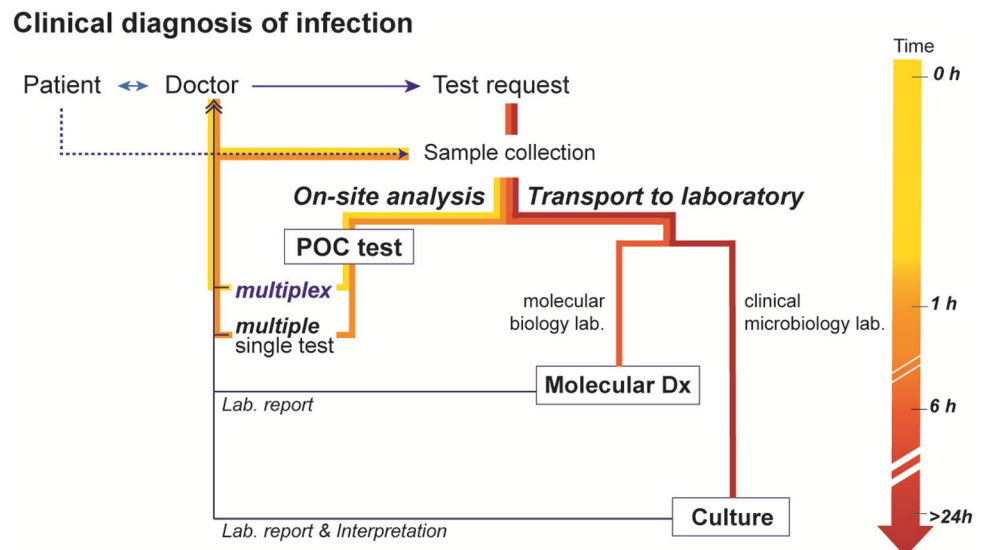 Clinical diagnosis of infection
Time
Patient
Doctor
Test request
0 h
Sample collection
On-site analysis
Transport to laboratory
POC test
multiplex
multiple
single test
molecular
biology lab.
clinical
microbiology lab.
1 h
Molecular Dx
Lab. report
6 h
Culture
Lab. report & Interpretation
>24h